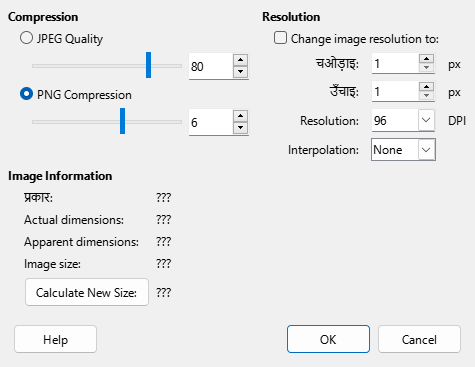 Compression
JPEG Quality
80
PNG Compression
6
Resolution
Change image resolution to:
चओड़ाइ: 1 px
उँचाइ: 1 px
Resolution: 96 DPI
Interpolation: None
Image Information
प्रकार: ???
Actual dimensions: ???
Apparent dimensions: ???
Image size: ???
Calculate New Size: ???
Help OK Cancel